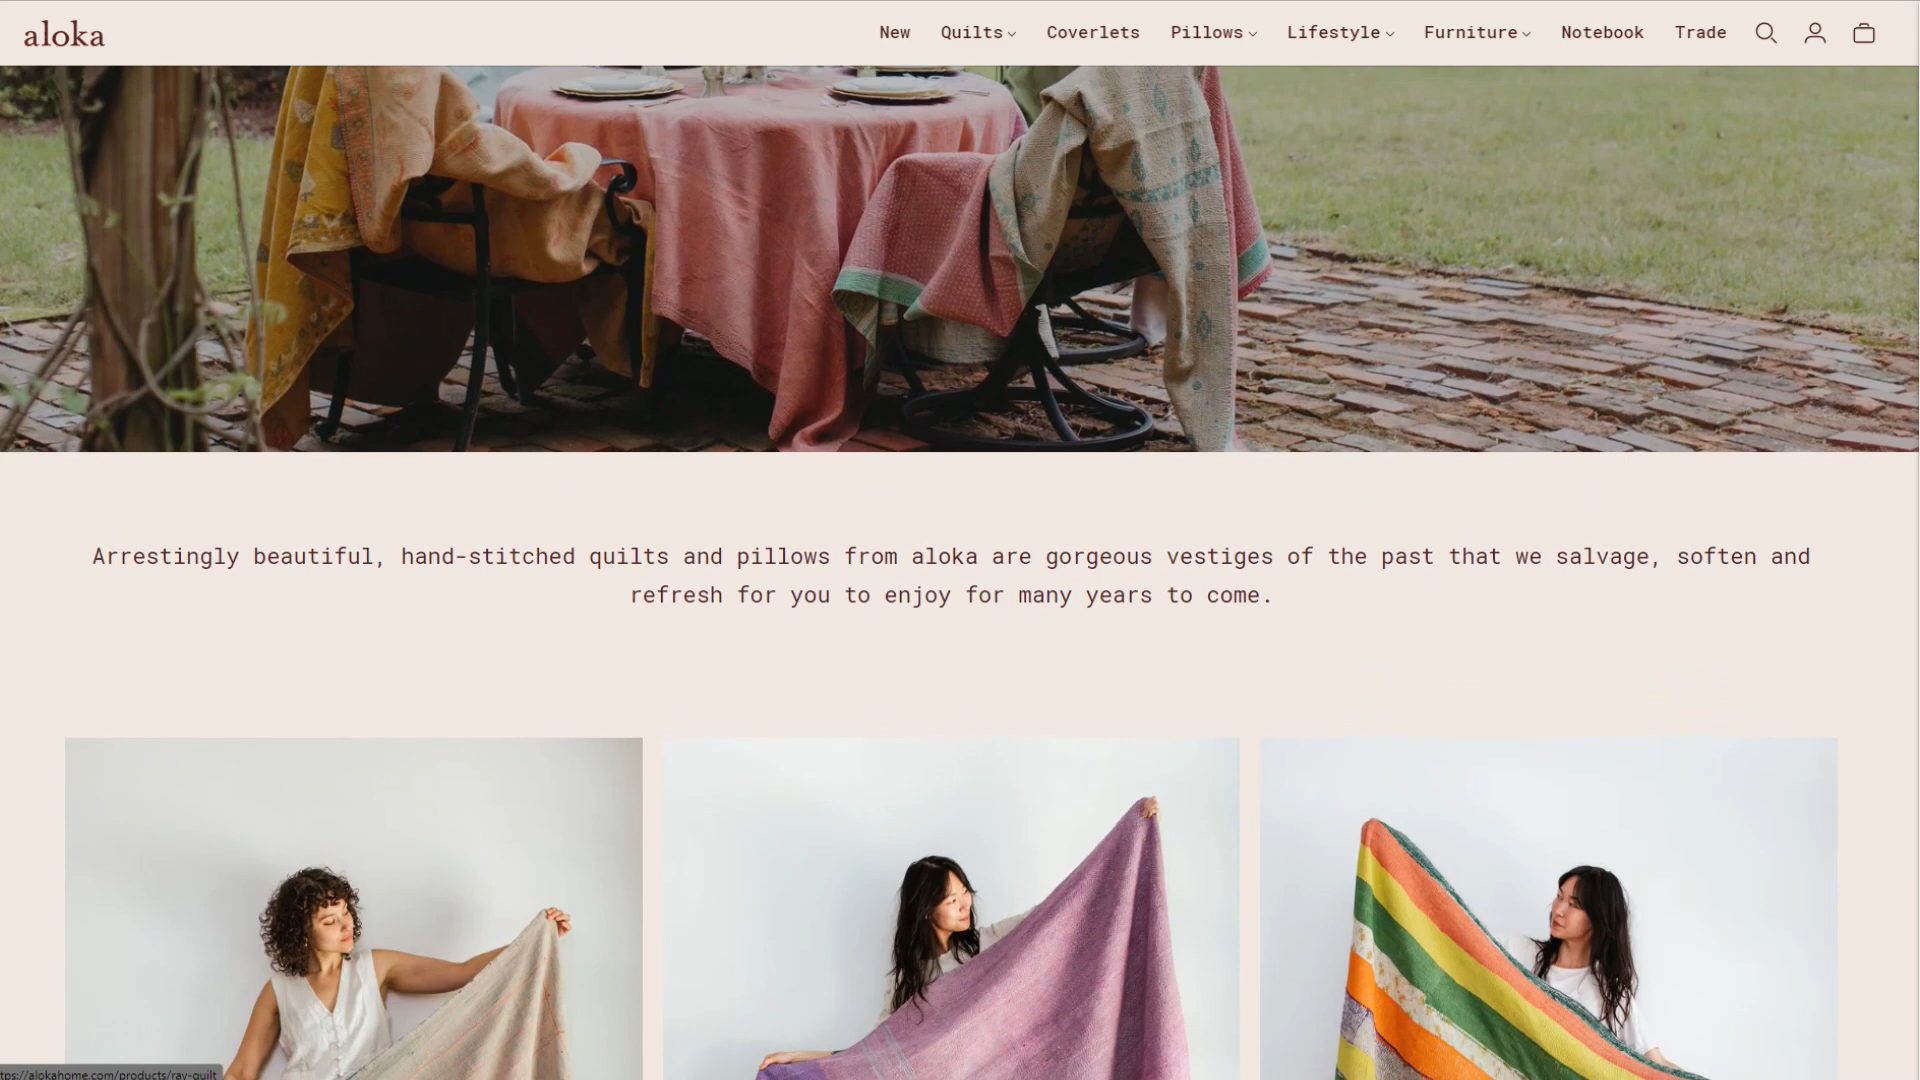 aloka
New Quilts Coverlets Pillows Lifestyle Furniture Notebook Trade
Arrestingly beautiful, hand-stitched quilts and pillows from aloka are gorgeous vestiges of the past that we salvage, soften and
refresh for you to enjoy for many years to come.
tps://alokahome.com/products/ray-quilt